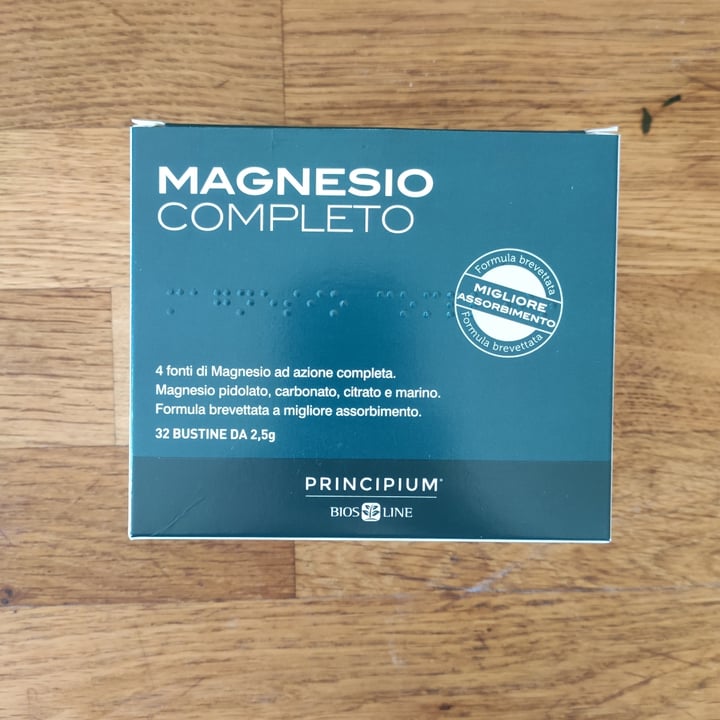 MAGNESIO
COMPLETO
Formula brevettata
MIGLIORE
ASSORBIMENTO
Formula brevettata
4 fonti di Magnesio ad azione completa.
Magnesio pidolato, carbonato, citrato e marino.
Formula brevettata a migliore assorbimento.
32 BUSTINE DA 2,5g
PRINCIPIUM®
BIOS LINE